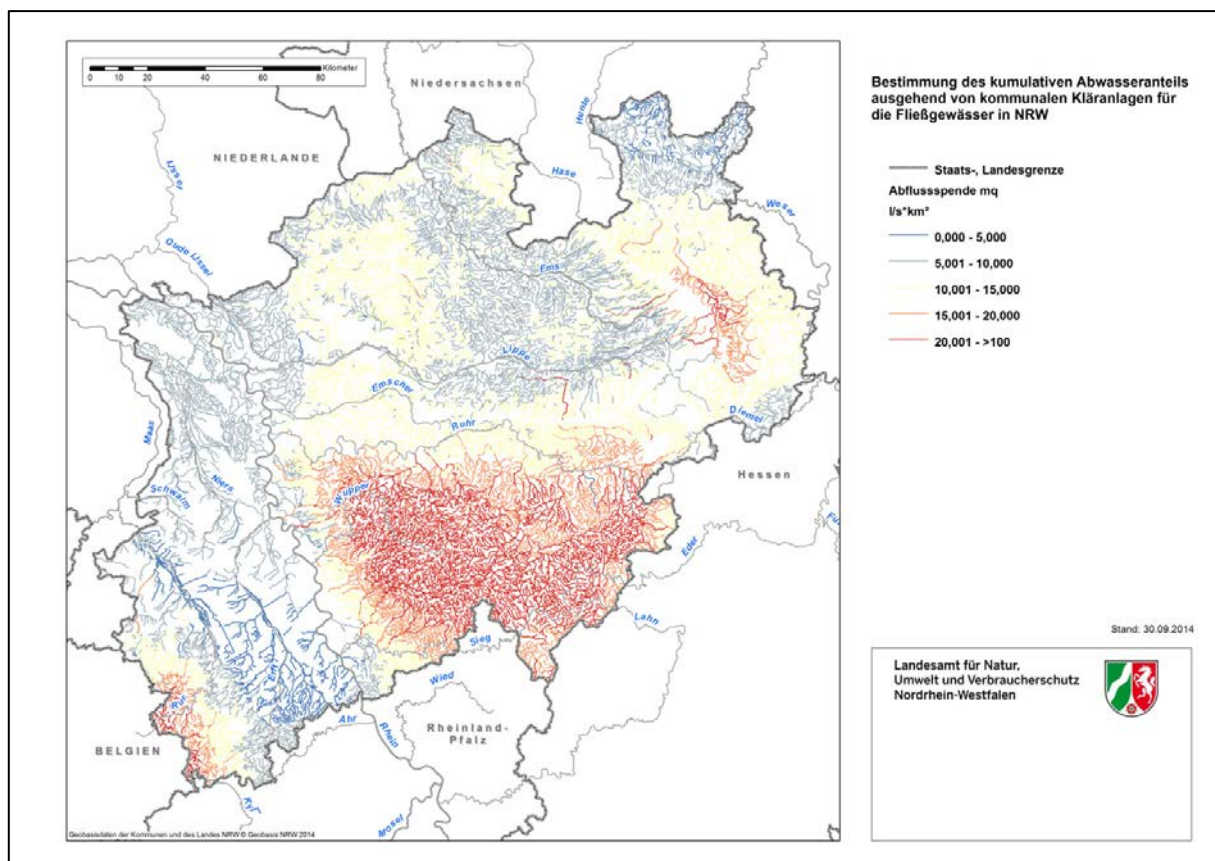 Kilometer
0 5 10 20 40 60 80
Niedersachsen
Hunte
NIEDERLANDE
IJssel
Hase
Weser
Oude IJssel
Ems
Lippe
Emscher
Diemel
Ruhr
Maas
Hessen
Niers
Wupper
Schwalm
Fu
Eder
Lahn
Sieg
Wied
Erft
Rur
Ahr
Rhein
Rheinland-
Pfalz
BELGIEN
Kyll
Mosel
Geobasisdaten der Kommunen und des Landes NRW © Geobasis NRW 2014
Bestimmung des kumulativen Abwasseranteils
ausgehend von kommunalen Kläranlagen für
die Fließgewässer in NRW
Staats-, Landesgrenze
Abflussspende mq
l/s*km²
0,000 - 5,000
5,001 - 10,000
10,001 - 15,000
15,001 - 20,000
20,001 - >100
Stand: 30.09.2014
Landesamt für Natur,
Umwelt und Verbraucherschutz
Nordrhein-Westfalen